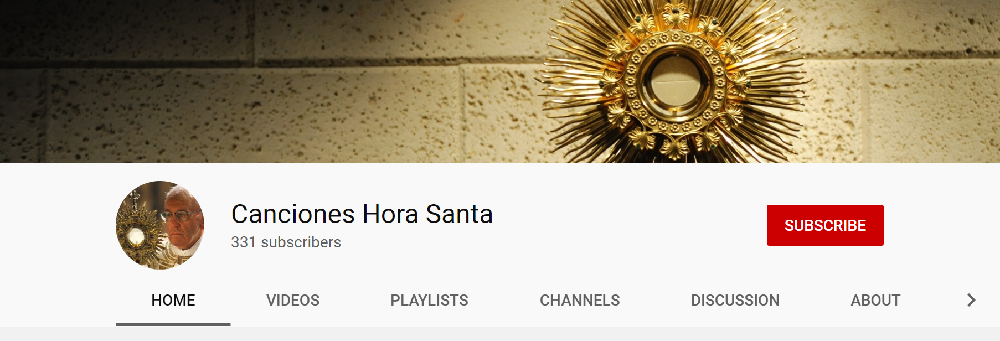 Canciones Hora Santa
331 subscribers
SUBSCRIBE
HOME VIDEOS PLAYLISTS CHANNELS DISCUSSION ABOUT